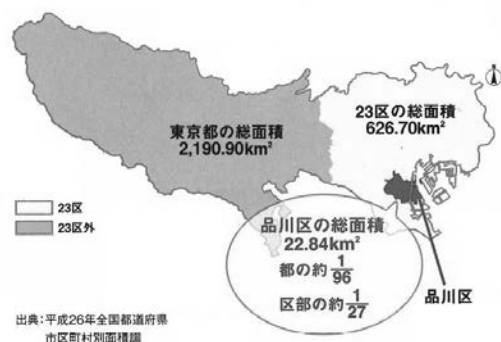 東京都の総面積
2,190.90km²
23区の総面積
626.70km²
23区
23区外
品川区の総面積
22.84km²
都の約1/96
区部の約1/27
品川区
出典:平成26年全国都道府県
市区町村別面積調